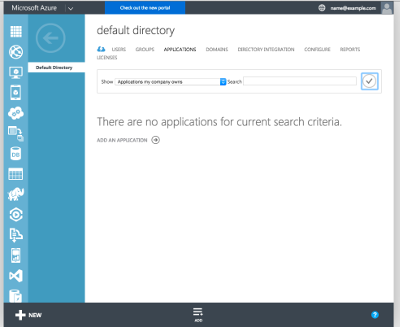 Microsoft Azure
Check out the new portal
name@example.com
default directory
USERS GROUPS APPLICATIONS DOMAINS DIRECTORY INTEGRATION CONFIGURE REPORTS
LICENSES
Default Directory
Show Applications my company owns Search
There are no applications for current search criteria.
ADD AN APPLICATION
DB
NEW
ADD
?